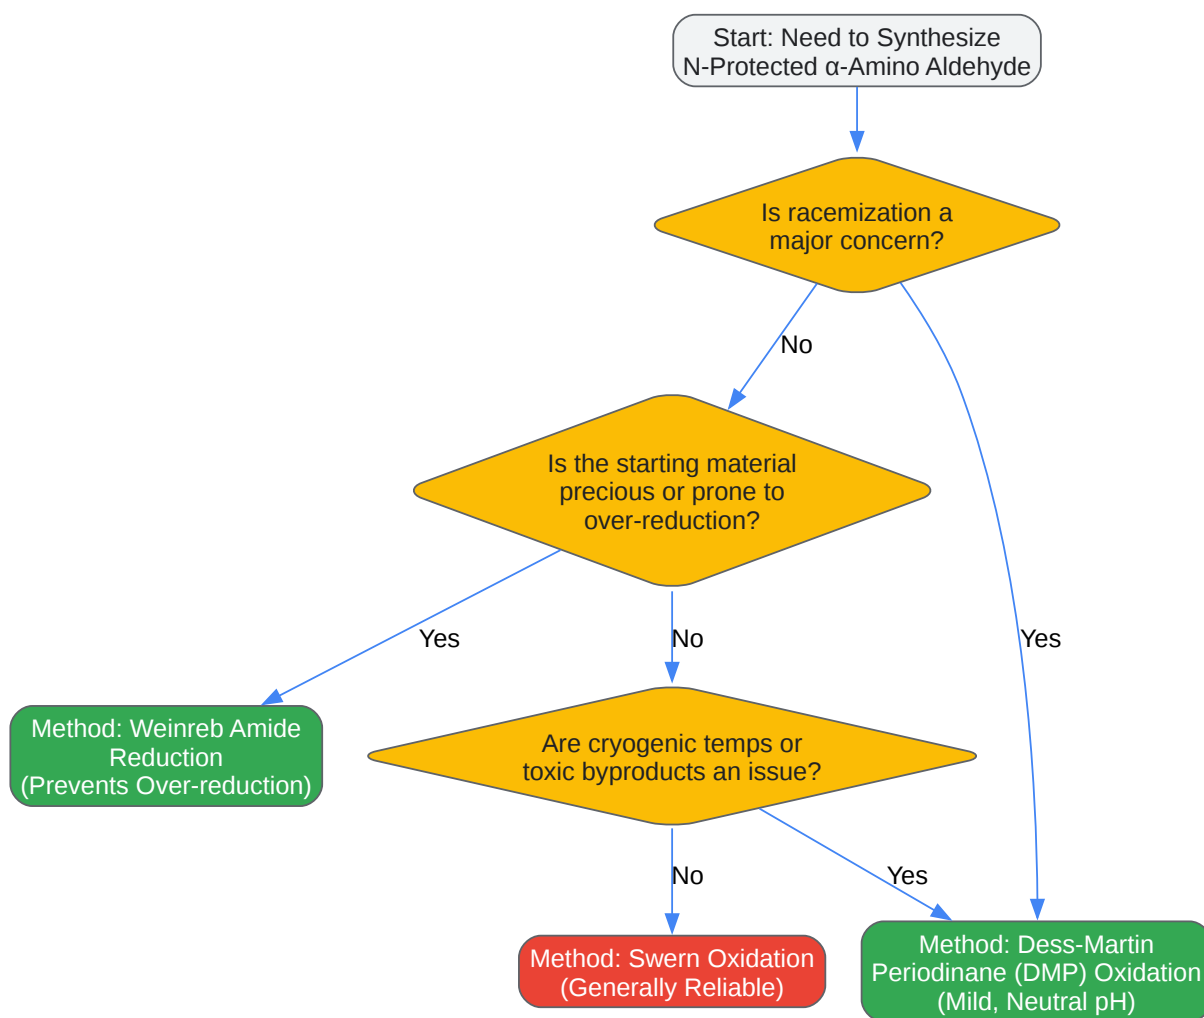 Start: Need to Synthesize
N-Protected α-Amino Aldehyde
Is racemization a
major concern?
No
Is the starting material
precious or prone to
over-reduction?
Yes
No
Yes
Method: Weinreb Amide
Reduction
(Prevents Over-reduction)
Are cryogenic temps or
toxic byproducts an issue?
No
Yes
Method: Swern Oxidation
(Generally Reliable)
Method: Dess-Martin
Periodinane (DMP) Oxidation
(Mild, Neutral pH)